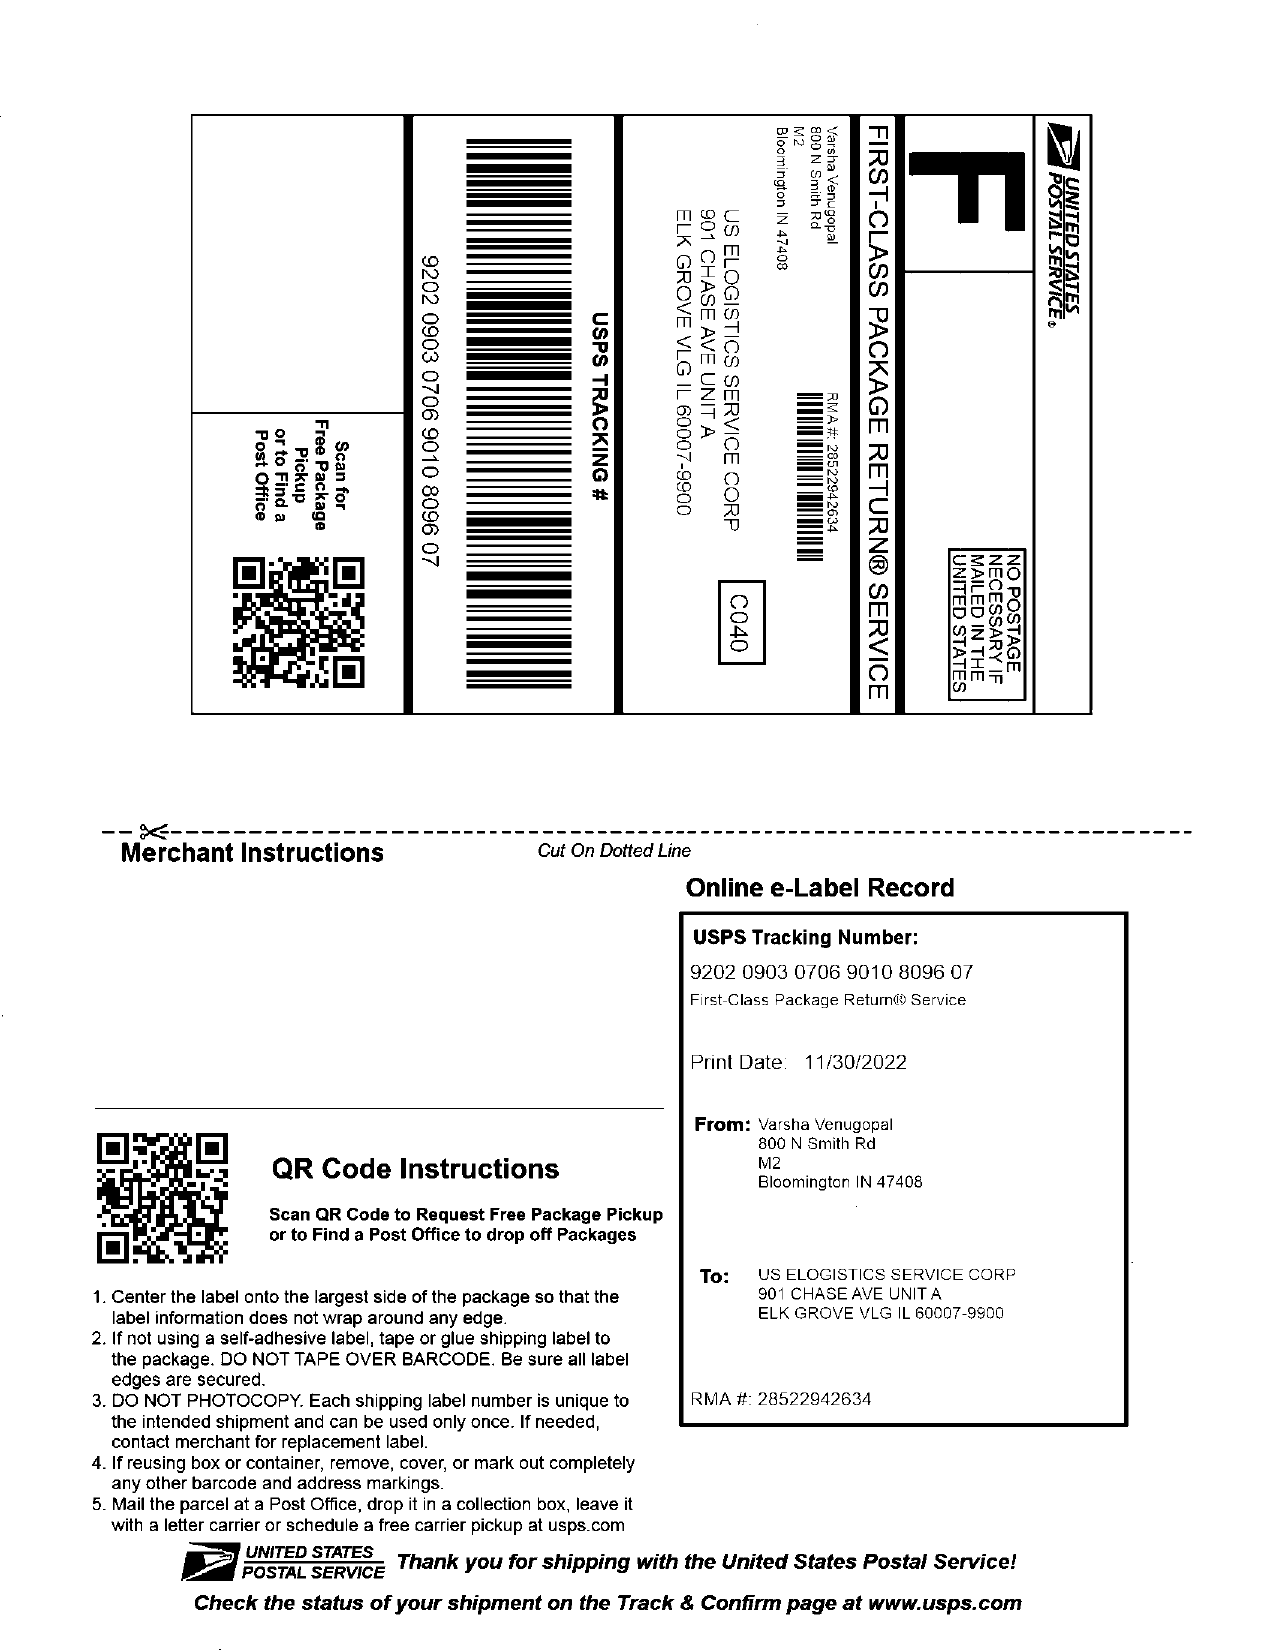 UNITED STATES
POSTAL SERVICE®
F
NO POSTAGE
NECESSARY IF
MAILED IN THE
UNITED STATES
FIRST-CLASS PACKAGE RETURN® SERVICE
Varsha Venugopal
800 N Smith Rd
M2
Bloomington IN 47408
RMA #: 28522942634
US ELOGISTICS SERVICE CORP
901 CHASE AVE UNIT A
ELK GROVE VLG IL 60007-9900
C040
USPS TRACKING #
9202 0903 0706 9010 8096 07
Scan for
Free Package
Pickup
or to Find a
Post Office
Merchant Instructions
Cut On Dotted Line
Online e-Label Record
USPS Tracking Number:
9202 0903 0706 9010 8096 07
First-Class Package Return® Service
Print Date: 11/30/2022
From: Varsha Venugopal
800 N Smith Rd
M2
Bloomington IN 47408
To: US ELOGISTICS SERVICE CORP
901 CHASE AVE UNIT A
ELK GROVE VLG IL 60007-9900
RMA #: 28522942634
QR Code Instructions
Scan QR Code to Request Free Package Pickup
or to Find a Post Office to drop off Packages
1. Center the label onto the largest side of the package so that the
label information does not wrap around any edge.
2. If not using a self-adhesive label, tape or glue shipping label to
the package. DO NOT TAPE OVER BARCODE. Be sure all label
edges are secured.
3. DO NOT PHOTOCOPY. Each shipping label number is unique to
the intended shipment and can be used only once. If needed,
contact merchant for replacement label.
4. If reusing box or container, remove, cover, or mark out completely
any other barcode and address markings.
5. Mail the parcel at a Post Office, drop it in a collection box, leave it
with a letter carrier or schedule a free carrier pickup at usps.com
UNITED STATES
POSTAL SERVICE
Thank you for shipping with the United States Postal Service!
Check the status of your shipment on the Track & Confirm page at www.usps.com